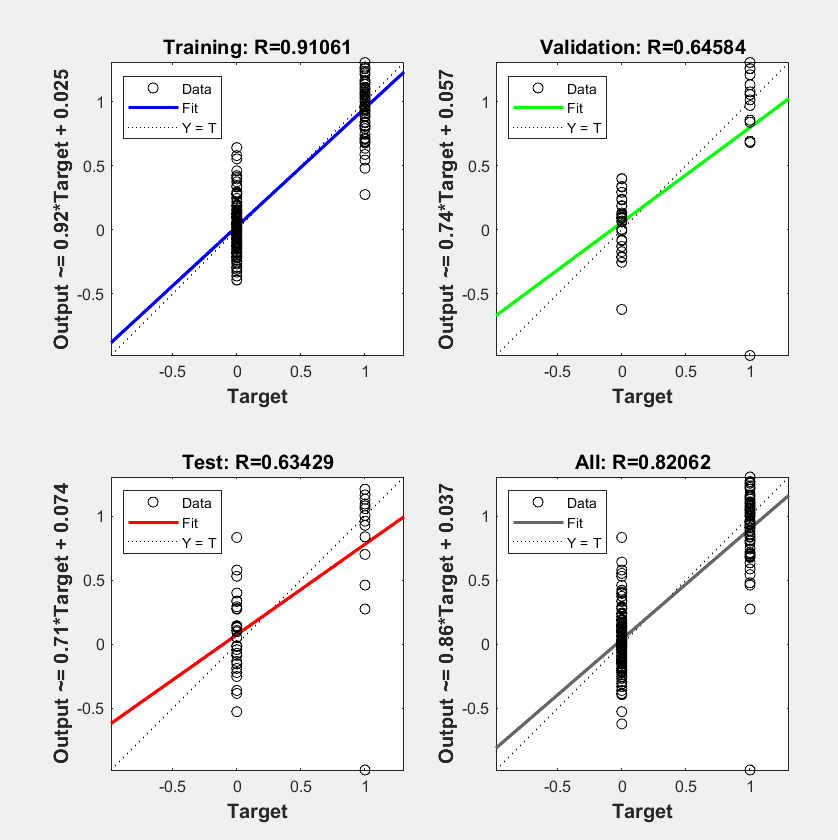 Training: R=0.91061
Output ~= 0.92*Target + 0.025
Data
Fit
Y = T
1
0.5
0
-0.5
-0.5 0 0.5 1
Target
Validation: R=0.64584
Output ~= 0.74*Target + 0.057
Data
Fit
Y = T
1
0.5
0
-0.5
-0.5 0 0.5 1
Target
Test: R=0.63429
Output ~= 0.71*Target + 0.074
Data
Fit
Y = T
1
0.5
0
-0.5
-0.5 0 0.5 1
Target
All: R=0.82062
Output ~= 0.86*Target + 0.037
Data
Fit
Y = T
1
0.5
0
-0.5
-0.5 0 0.5 1
Target